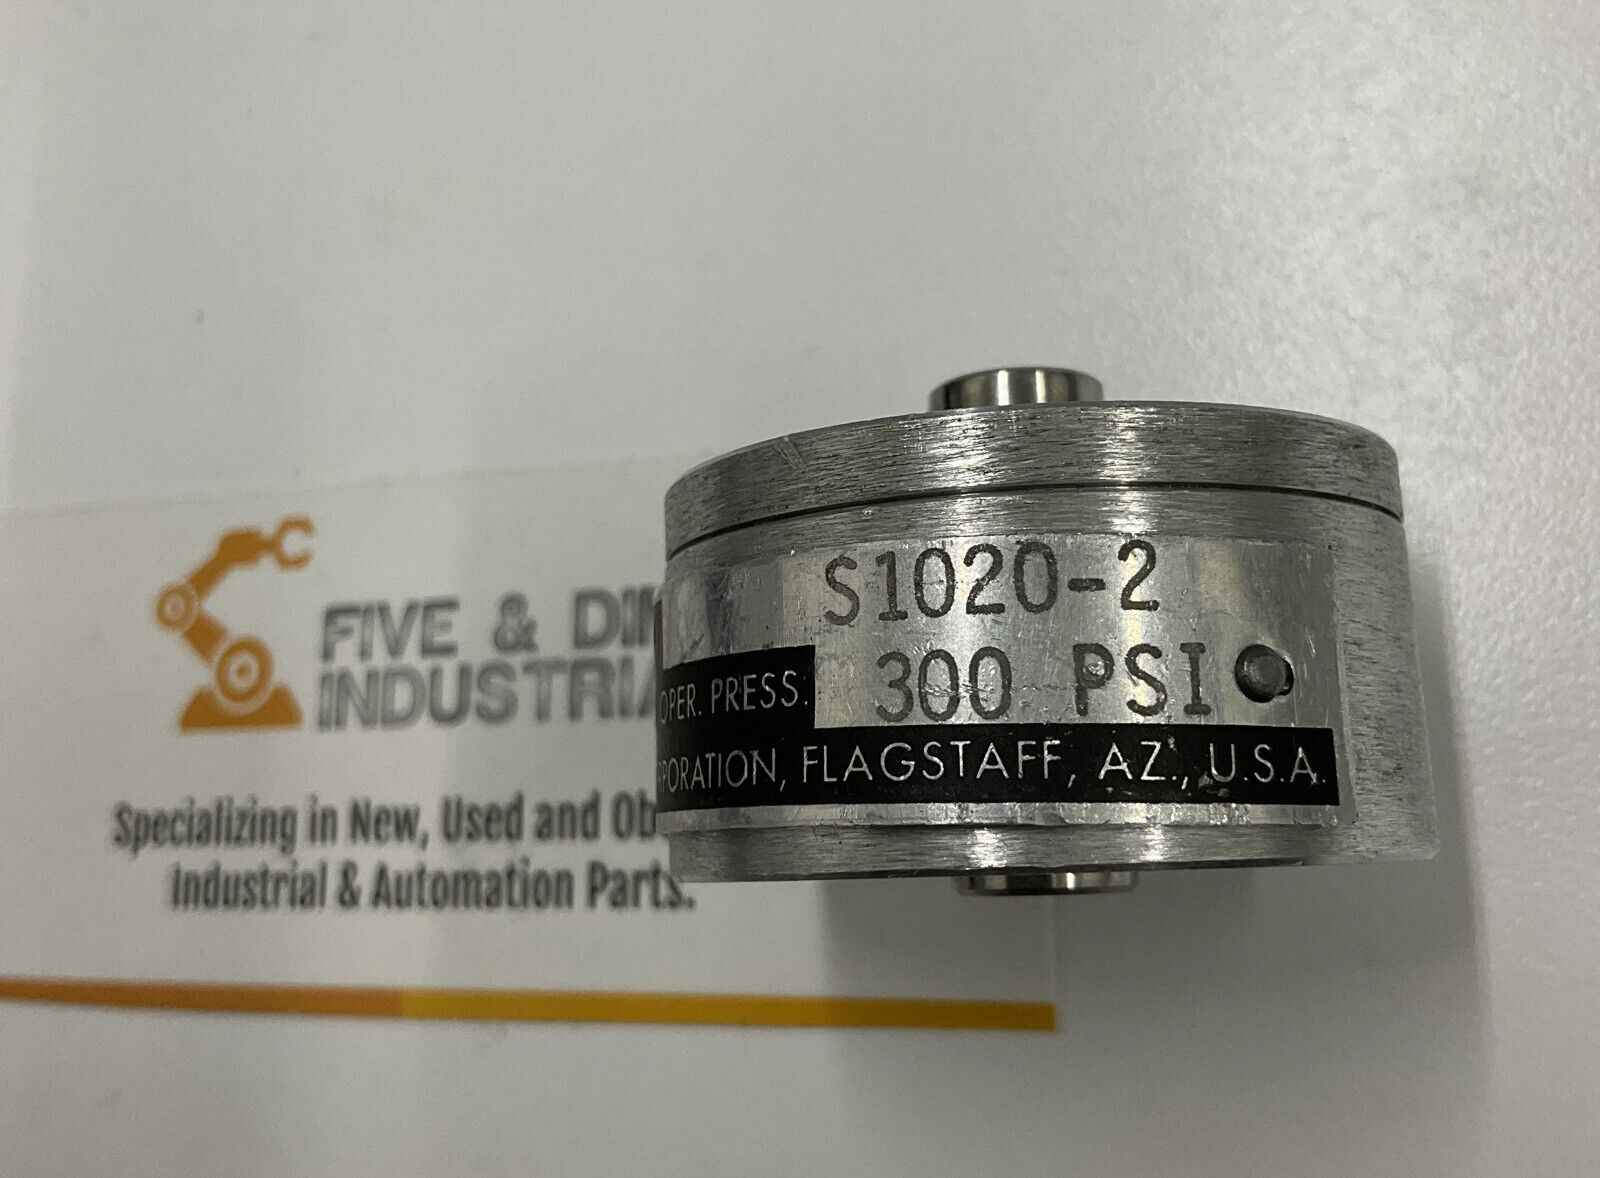 S1020-2
OPER. PRESS. 300 PSI
PORATION, FLAGSTAFF, AZ., U.S.A.
FIVE & DI
INDUSTRIA
Specializing in New, Used and Ob
Industrial & Automation Parts.